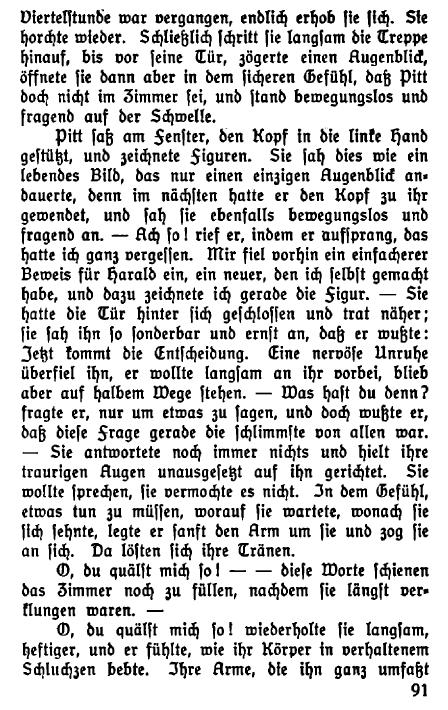 Viertelstunde war vergangen, endlich erhob sie sich. Sie
horchte wieder. Schließlich schritt sie langsam die Treppe
hinauf, bis vor seine Tür, zögerte einen Augenblick,
öffnete sie dann aber in dem sicheren Gefühl, daß Pitt
doch nicht im Zimmer sei, und stand bewegungslos und
fragend auf der Schwelle.
Pitt saß am Fenster, den Kopf in die linke Hand
gestützt, und zeichnete Figuren. Sie sah dies wie ein
lebendes Bild, das nur einen einzigen Augenblick an-
dauerte, denn im nächsten hatte er den Kopf zu ihr
gewendet, und sah sie ebenfalls bewegungslos und
fragend an. — Ach so! rief er, indem er aufsprang, das
hatte ich ganz vergessen. Mir fiel vorhin ein einfacherer
Beweis für Harald ein, ein neuer, den ich selbst gemacht
habe, und dazu zeichnete ich gerade die Figur. — Sie
hatte die Tür hinter sich geschlossen und trat näher;
sie sah ihn so sonderbar und ernst an, daß er wußte:
Jetzt kommt die Entscheidung. Eine nervöse Unruhe
überfiel ihn, er wollte langsam an ihr vorbei, blieb
aber auf halbem Wege stehen. — Was hast du denn?
fragte er, nur um etwas zu sagen, und doch wußte er,
daß diese Frage gerade die schlimmste von allen war.
— Sie antwortete noch immer nichts und hielt ihre
traurigen Augen unausgesetzt auf ihn gerichtet. Sie
wollte sprechen, sie vermochte es nicht. In dem Gefühl,
etwas tun zu müssen, worauf sie wartete, wonach sie
sich sehnte, legte er sanft den Arm um sie und zog sie
an sich. Da lösten sich ihre Tränen.
O, du quälst mich so! — — diese Worte schienen
das Zimmer noch zu füllen, nachdem sie längst ver-
klungen waren. —
O, du quälst mich so! wiederholte sie langsam,
heftiger, und er fühlte, wie ihr Körper in verhaltenem
Schluchzen bebte. Ihre Arme, die ihn ganz umfaßt
91